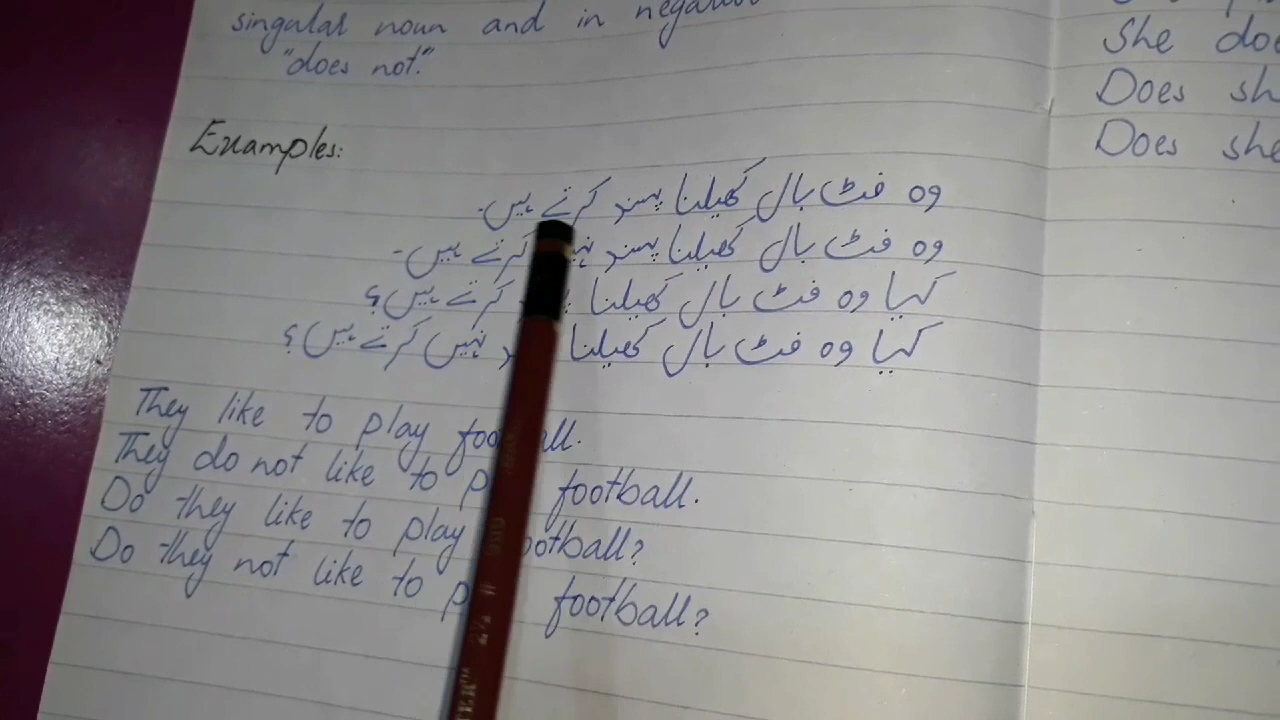 singular noun and in
"does not."
Examples:
وہ فٹ بال کھیلنا پسند کرتے ہیں۔
وہ فٹ بال کھیلنا پسند کرتے ہیں۔
کیا وہ فٹ بال کھیلنا کرتے ہیں؟
کیا وہ فٹ بال کھیلنا نہیں کرتے ہیں؟
They like to play football.
They do not like to football.
Do they like to play football?
Do they not like to football?
She
Does
Does she